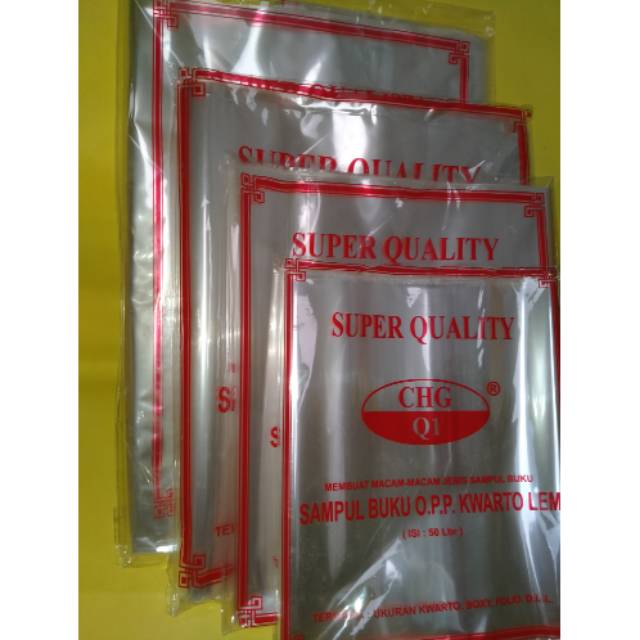 SUPER QUALITY
SUPER QUALITY
SUPER QUALITY
CHG
®
Q1
MEMBUAT MACAM-MACAM JENIS SAMPUL BUKU
SAMPUL BUKU O.P.P. KWARTO LEM
( ISI : 50 Lbr )
UKURAN KWARTO, BOXY, FOLIO, D.L.L.